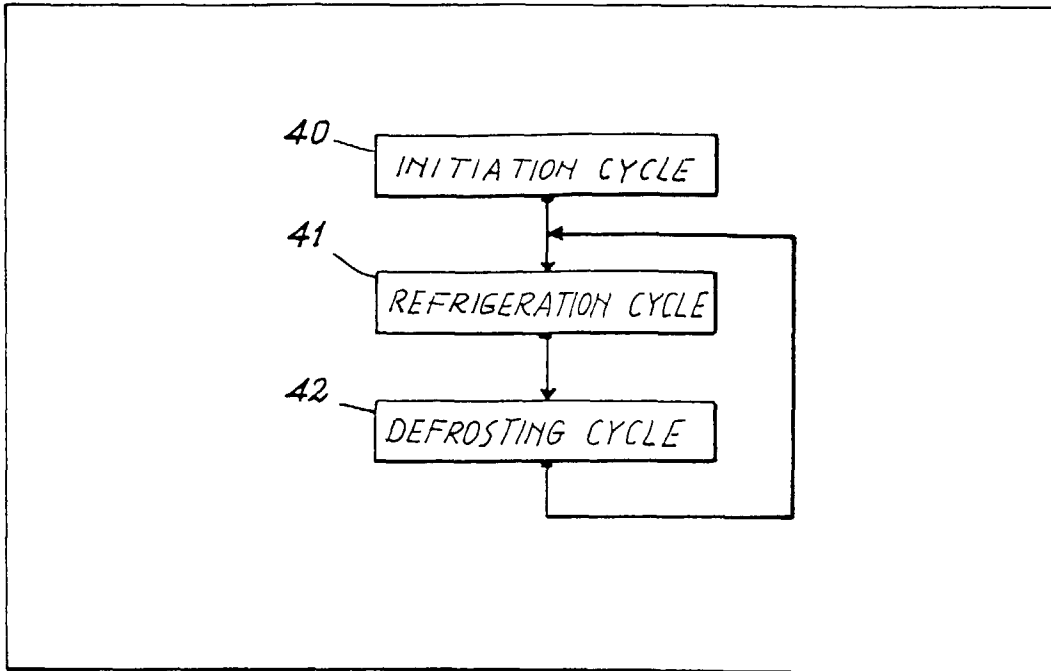 40
INITIATION CYCLE
41
REFRIGERATION CYCLE
42
DEFROSTING CYCLE